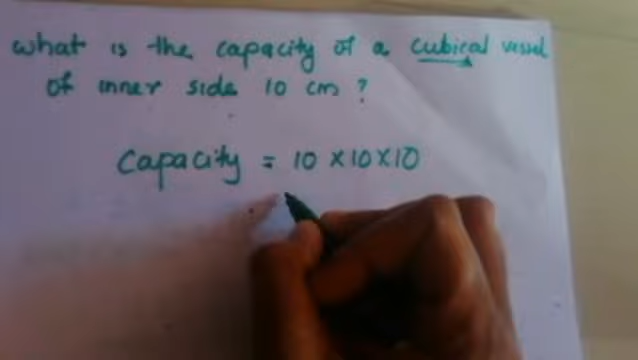 what is the capacity of a cubical vessel
of inner side 10 cm ?
Capacity = 10 × 10 × 10